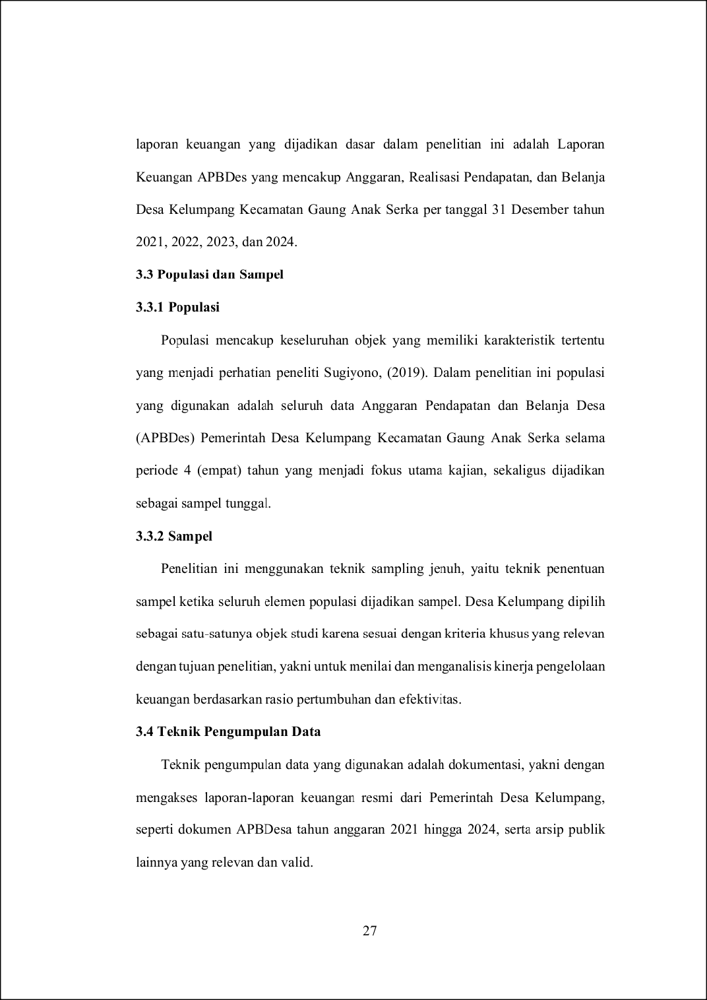 laporan keuangan yang dijadikan dasar dalam penelitian ini adalah Laporan
Keuangan APBDes yang mencakup Anggaran, Realisasi Pendapatan, dan Belanja
Desa Kelumpang Kecamatan Gaung Anak Serka per tanggal 31 Desember tahun
2021, 2022, 2023, dan 2024.
3.3 Populasi dan Sampel
3.3.1 Populasi
Populasi mencakup keseluruhan objek yang memiliki karakteristik tertentu
yang menjadi perhatian peneliti Sugiyono, (2019). Dalam penelitian ini populasi
yang digunakan adalah seluruh data Anggaran Pendapatan dan Belanja Desa
(APBDes) Pemerintah Desa Kelumpang Kecamatan Gaung Anak Serka selama
periode 4 (empat) tahun yang menjadi fokus utama kajian, sekaligus dijadikan
sebagai sampel tunggal.
3.3.2 Sampel
Penelitian ini menggunakan teknik sampling jenuh, yaitu teknik penentuan
sampel ketika seluruh elemen populasi dijadikan sampel. Desa Kelumpang dipilih
sebagai satu-satunya objek studi karena sesuai dengan kriteria khusus yang relevan
dengan tujuan penelitian, yakni untuk menilai dan menganalisis kinerja pengelolaan
keuangan berdasarkan rasio pertumbuhan dan efektivitas.
3.4 Teknik Pengumpulan Data
Teknik pengumpulan data yang digunakan adalah dokumentasi, yakni dengan
mengakses laporan-laporan keuangan resmi dari Pemerintah Desa Kelumpang,
seperti dokumen APBDesa tahun anggaran 2021 hingga 2024, serta arsip publik
lainnya yang relevan dan valid.
27